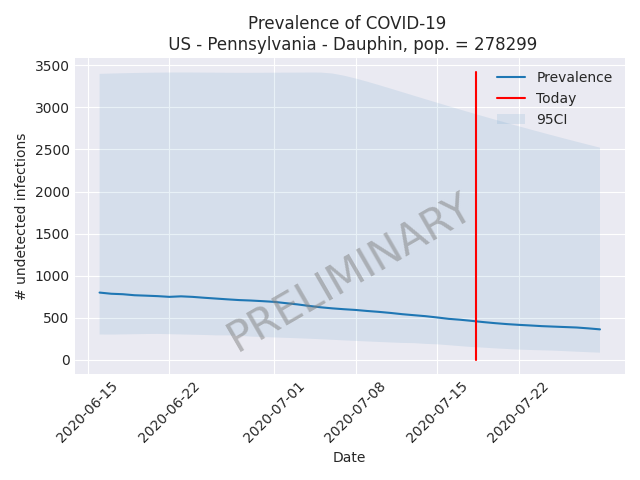 Prevalence of COVID-19
US - Pennsylvania - Dauphin, pop. = 278299
# undetected infections
3500
3000
2500
2000
1500
1000
500
0
Prevalence
Today
95CI
PRELIMINARY
2020-06-15
2020-06-22
2020-07-01
2020-07-08
2020-07-15
2020-07-22
Date